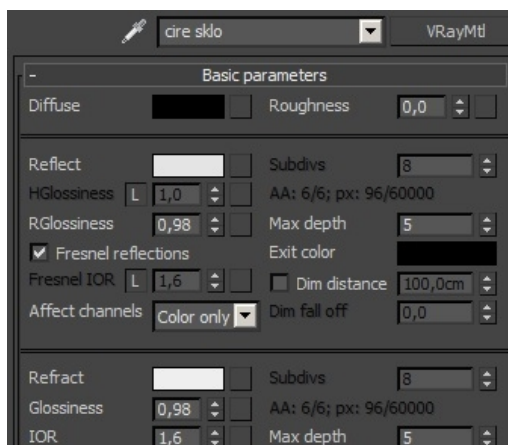 cire sklo VRayMtl
- Basic parameters
Diffuse Roughness 0,0
Reflect Subdivs 8
HGlossiness L 1,0 AA: 6/6; px: 96/60000
RGlossiness 0,98 Max depth 5
Fresnel reflections Exit color
Fresnel IOR L 1,6 Dim distance 100,0cm
Affect channels Color only Dim fall off 0,0
Refract Subdivs 8
Glossiness 0,98 AA: 6/6; px: 96/60000
IOR 1,6 Max depth 5